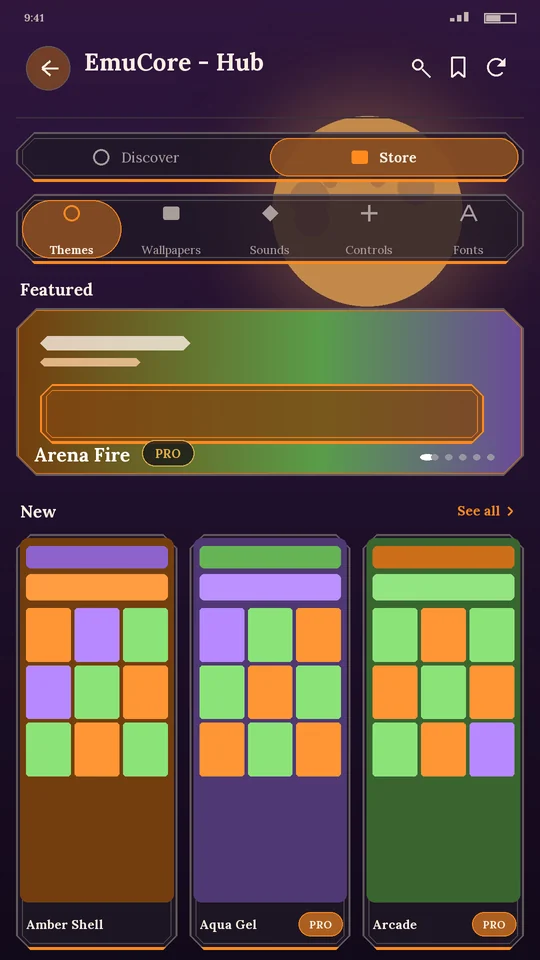 9:41
EmuCore – Hub
Discover
Store
Themes
Wallpapers
Sounds
Controls
Fonts
Featured
Arena Fire
PRO
New
See all
Amber Shell
Aqua Gel
PRO
Arcade
PRO